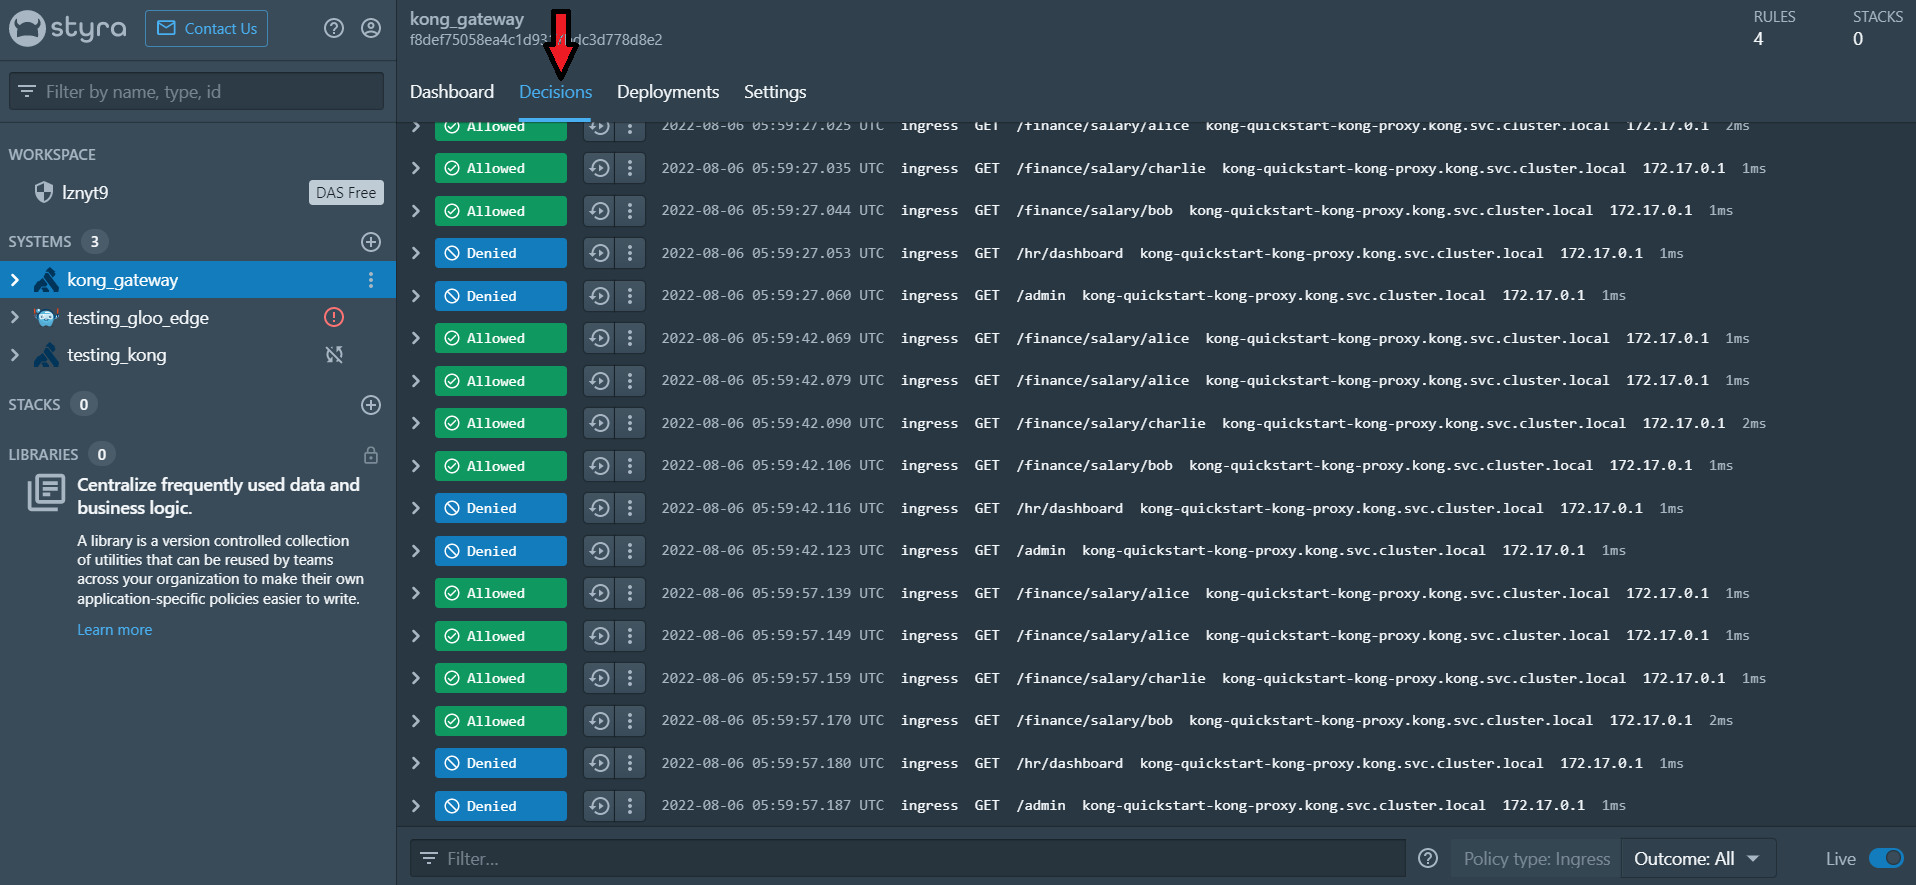 styra
Contact Us
Filter by name, type, id
WORKSPACE
lznyt9 DAS Free
SYSTEMS 3
kong_gateway
testing_gloo_edge
testing_kong
STACKS 0
LIBRARIES 0
Centralize frequently used data and
business logic.
A library is a version controlled collection
of utilities that can be reused by teams
across your organization to make their own
application-specific policies easier to write.
Learn more
kong_gateway
RULES
4
STACKS
0
Dashboard Decisions Deployments Settings
Allowed 2022-08-06 05:59:27.025 UTC ingress GET /finance/salary/alice kong-quickstart-kong-proxy.kong.svc.cluster.local 172.17.0.1 2ms
Allowed 2022-08-06 05:59:27.035 UTC ingress GET /finance/salary/charlie kong-quickstart-kong-proxy.kong.svc.cluster.local 172.17.0.1 1ms
Allowed 2022-08-06 05:59:27.044 UTC ingress GET /finance/salary/bob kong-quickstart-kong-proxy.kong.svc.cluster.local 172.17.0.1 1ms
Denied 2022-08-06 05:59:27.053 UTC ingress GET /hr/dashboard kong-quickstart-kong-proxy.kong.svc.cluster.local 172.17.0.1 1ms
Denied 2022-08-06 05:59:27.060 UTC ingress GET /admin kong-quickstart-kong-proxy.kong.svc.cluster.local 172.17.0.1 1ms
Allowed 2022-08-06 05:59:42.069 UTC ingress GET /finance/salary/alice kong-quickstart-kong-proxy.kong.svc.cluster.local 172.17.0.1 1ms
Allowed 2022-08-06 05:59:42.079 UTC ingress GET /finance/salary/alice kong-quickstart-kong-proxy.kong.svc.cluster.local 172.17.0.1 1ms
Allowed 2022-08-06 05:59:42.090 UTC ingress GET /finance/salary/charlie kong-quickstart-kong-proxy.kong.svc.cluster.local 172.17.0.1 2ms
Allowed 2022-08-06 05:59:42.106 UTC ingress GET /finance/salary/bob kong-quickstart-kong-proxy.kong.svc.cluster.local 172.17.0.1 1ms
Denied 2022-08-06 05:59:42.116 UTC ingress GET /hr/dashboard kong-quickstart-kong-proxy.kong.svc.cluster.local 172.17.0.1 1ms
Denied 2022-08-06 05:59:42.123 UTC ingress GET /admin kong-quickstart-kong-proxy.kong.svc.cluster.local 172.17.0.1 1ms
Allowed 2022-08-06 05:59:57.139 UTC ingress GET /finance/salary/alice kong-quickstart-kong-proxy.kong.svc.cluster.local 172.17.0.1 1ms
Allowed 2022-08-06 05:59:57.149 UTC ingress GET /finance/salary/alice kong-quickstart-kong-proxy.kong.svc.cluster.local 172.17.0.1 1ms
Allowed 2022-08-06 05:59:57.159 UTC ingress GET /finance/salary/charlie kong-quickstart-kong-proxy.kong.svc.cluster.local 172.17.0.1 1ms
Allowed 2022-08-06 05:59:57.170 UTC ingress GET /finance/salary/bob kong-quickstart-kong-proxy.kong.svc.cluster.local 172.17.0.1 2ms
Denied 2022-08-06 05:59:57.180 UTC ingress GET /hr/dashboard kong-quickstart-kong-proxy.kong.svc.cluster.local 172.17.0.1 1ms
Denied 2022-08-06 05:59:57.187 UTC ingress GET /admin kong-quickstart-kong-proxy.kong.svc.cluster.local 172.17.0.1 1ms
Filter... Policy type: Ingress Outcome: All Live